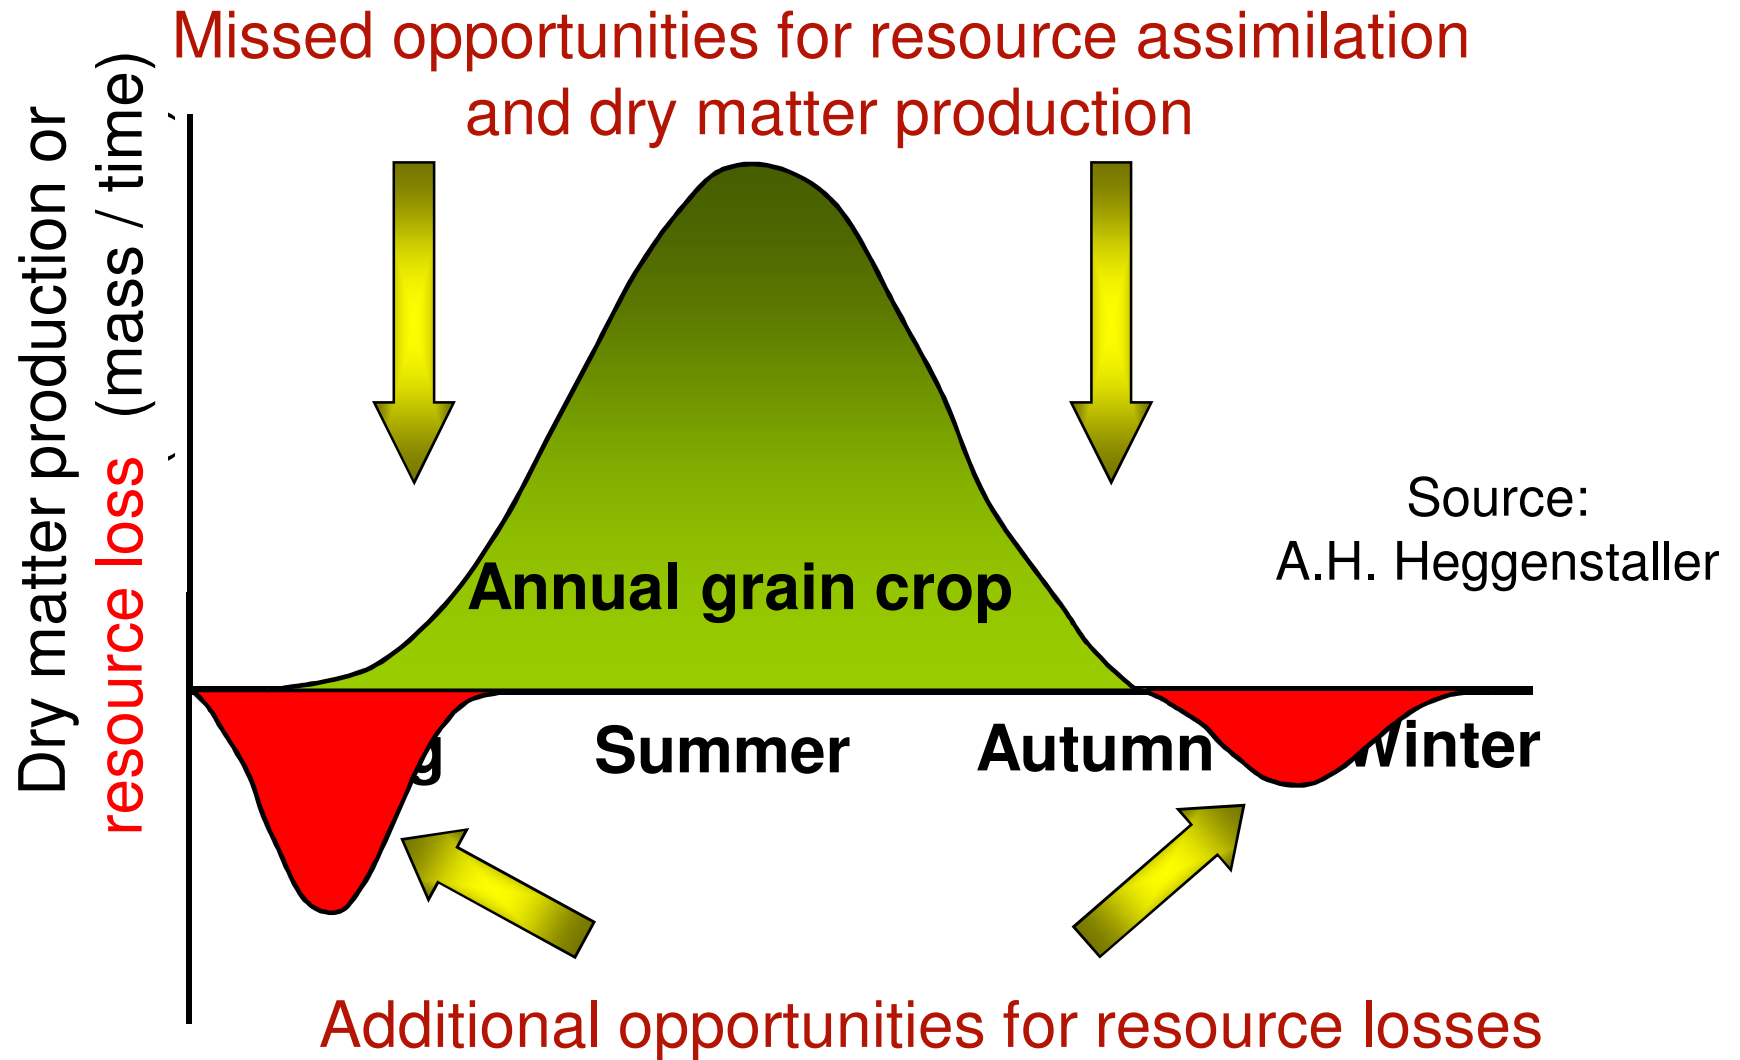 Missed opportunities for resource assimilation
and dry matter production
Dry matter production or
resource loss (mass / time)
Annual grain crop
Source:
A.H. Heggenstaller
Summer
Autumn
Winter
Additional opportunities for resource losses